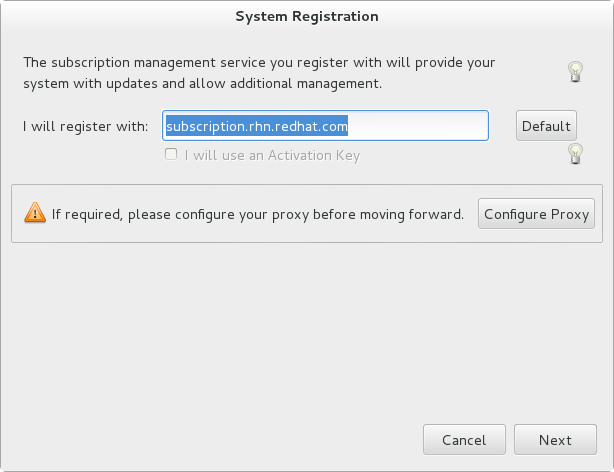 System Registration
The subscription management service you register with will provide your
system with updates and allow additional management.
I will register with: subscription.rhn.redhat.com Default
I will use an Activation Key
If required, please configure your proxy before moving forward. Configure Proxy
Cancel Next